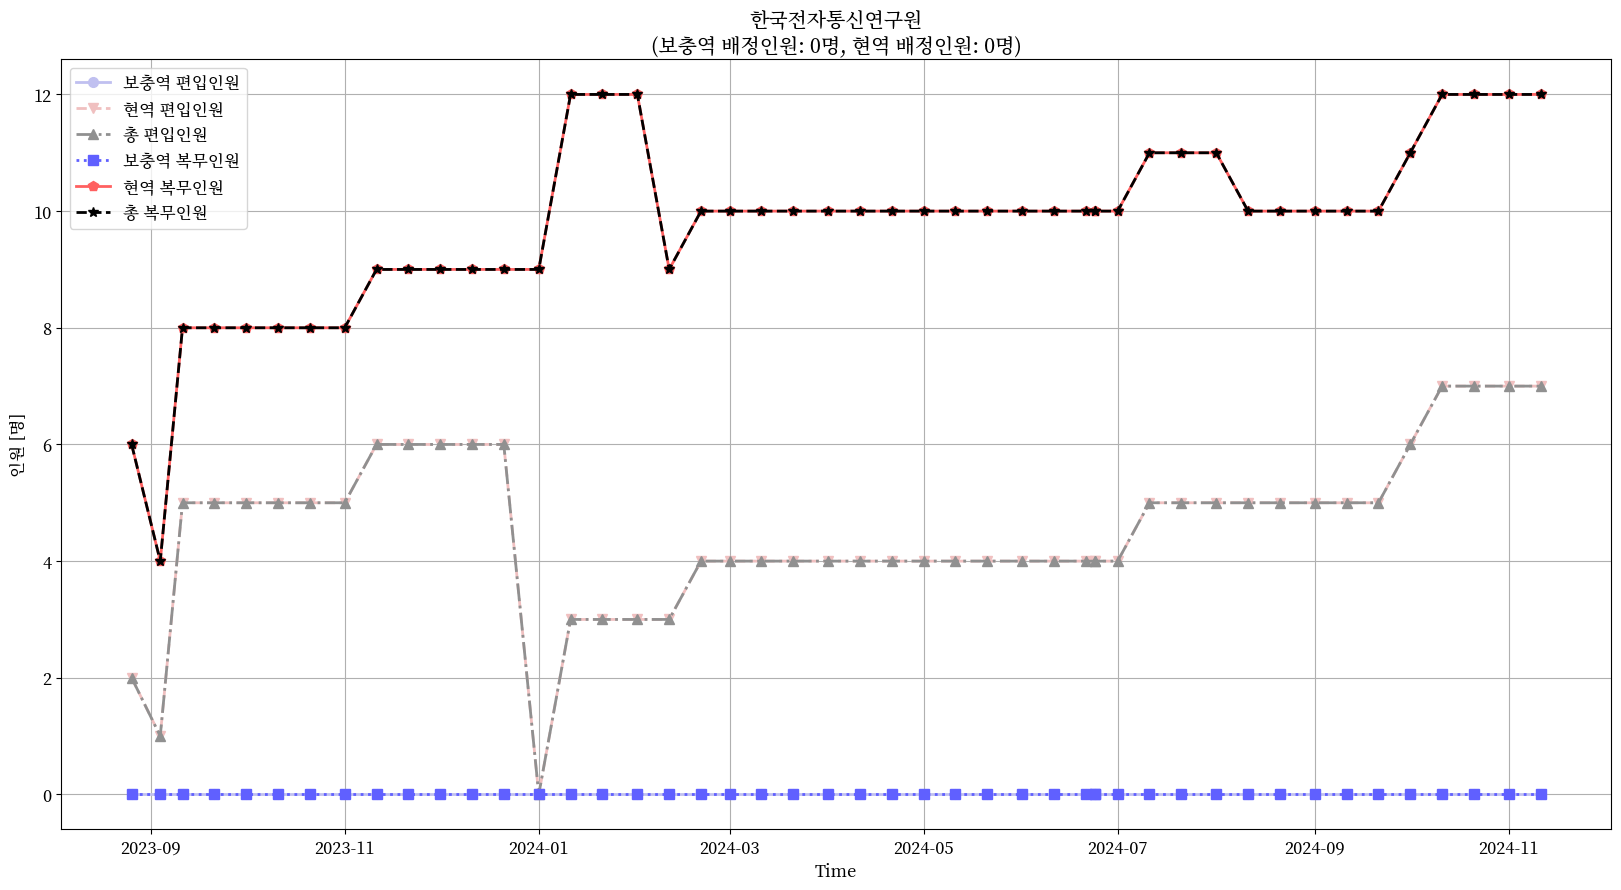 한국전자통신연구원
(보충역 배정인원: 0명, 현역 배정인원: 0명)
보충역 편입인원
현역 편입인원
총 편입인원
보충역 복무인원
현역 복무인원
총 복무인원
인원 [명]
12
10
8
6
4
2
0
2023-09
2023-11
2024-01
2024-03
2024-05
2024-07
2024-09
2024-11
Time